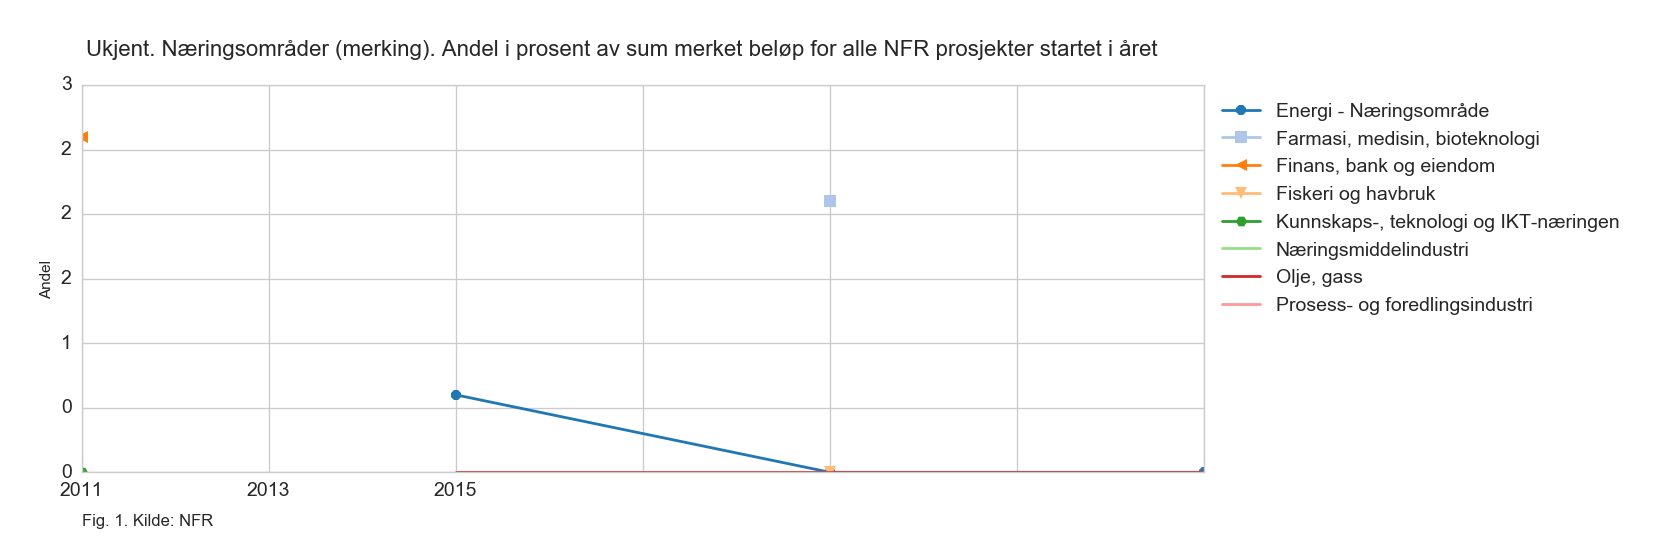 Ukjent. Næringsområder (merking). Andel i prosent av sum merket beløp for alle NFR prosjekter startet i året
3
2
2
2
1
0
0
Andel
2011 2013 2015
Energi - Næringsområde
Farmasi, medisin, bioteknologi
Finans, bank og eiendom
Fiskeri og havbruk
Kunnskaps-, teknologi og IKT-næringen
Næringsmiddelindustri
Olje, gass
Prosess- og foredlingsindustri
Fig. 1. Kilde: NFR